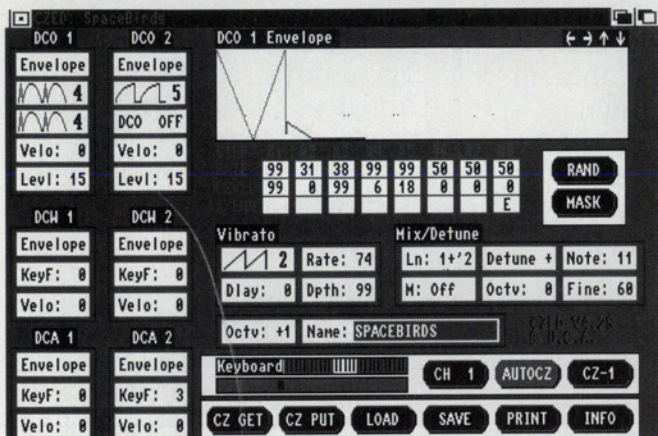 CZED: SpaceBirds
DCO 1 DCO 2 DCO 1 Envelope ← → ↑ ↓
Envelope Envelope
4 5
4 DCO OFF
Velo: 0 Velo: 0
Levl: 15 Levl: 15
99 31 38 99 99 50 50 50
99 0 99 6 18 0 0 0
E
RAND
MASK
DCW 1 DCW 2 Vibrato Mix/Detune
Envelope Envelope 2 Rate: 74 Ln: 1+'2 Detune + Note: 11
KeyF: 0 KeyF: 0 Dlay: 0 Dpth: 99 M: Off Octv: 0 Fine: 60
Velo: 0 Velo: 0
Octv: +1 Name: SPACEBIRDS
DCA 1 DCA 2
Envelope Envelope Keyboard CH 1 AUTOCZ CZ-1
KeyF: 0 KeyF: 3
Velo: 0 Velo: 0 CZ GET CZ PUT LOAD SAVE PRINT INFO